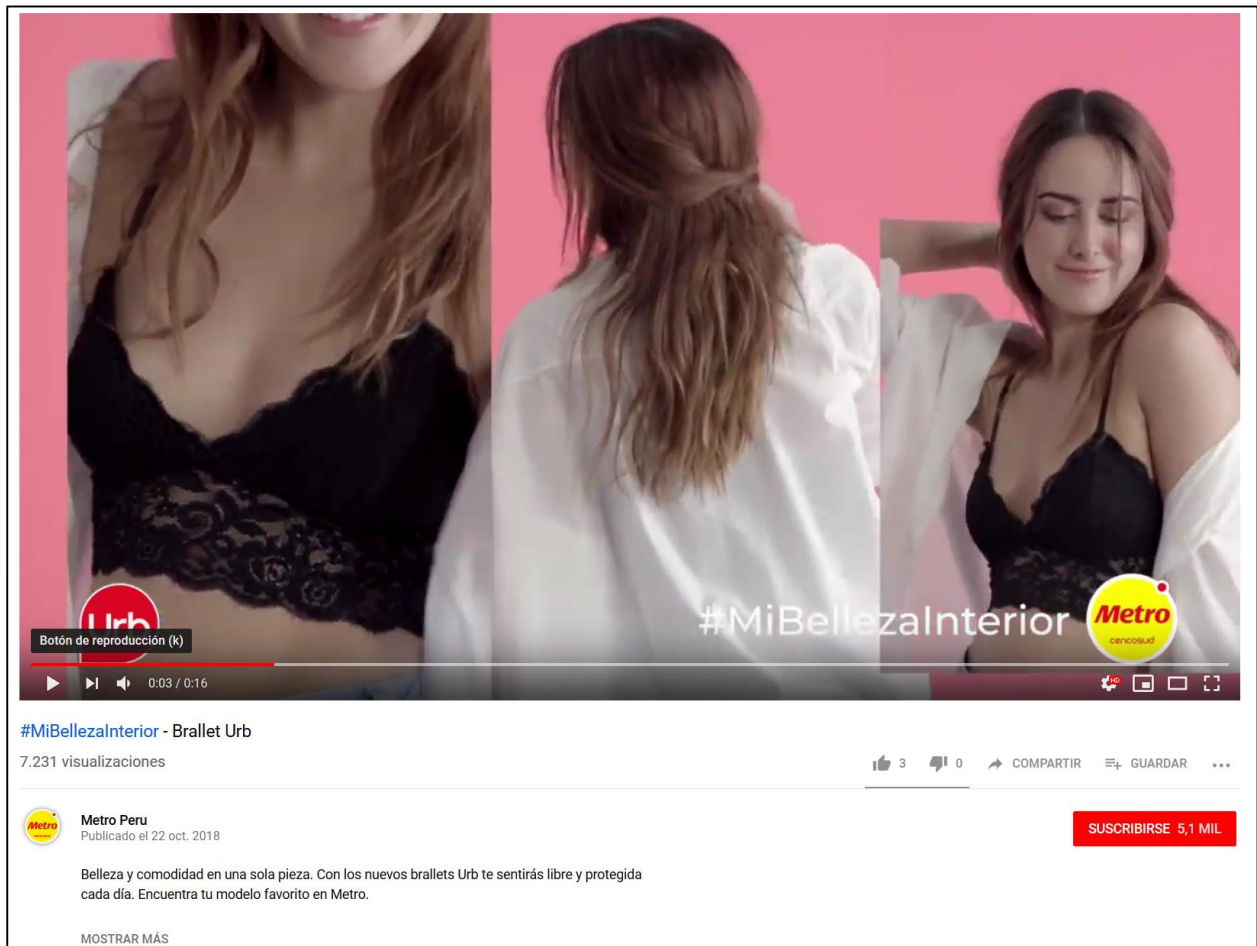 Urb
Botón de reproducción (k)
#MiBellezaInterior
Metro
cencosud
0:03 / 0:16
HD
#MiBellezaInterior - Brallet Urb
7.231 visualizaciones
3
0
COMPARTIR
GUARDAR
Metro
cencosud
Metro Peru
Publicado el 22 oct. 2018
SUSCRIBIRSE 5,1 MIL
Belleza y comodidad en una sola pieza. Con los nuevos brallets Urb te sentirás libre y protegida
cada día. Encuentra tu modelo favorito en Metro.
MOSTRAR MÁS